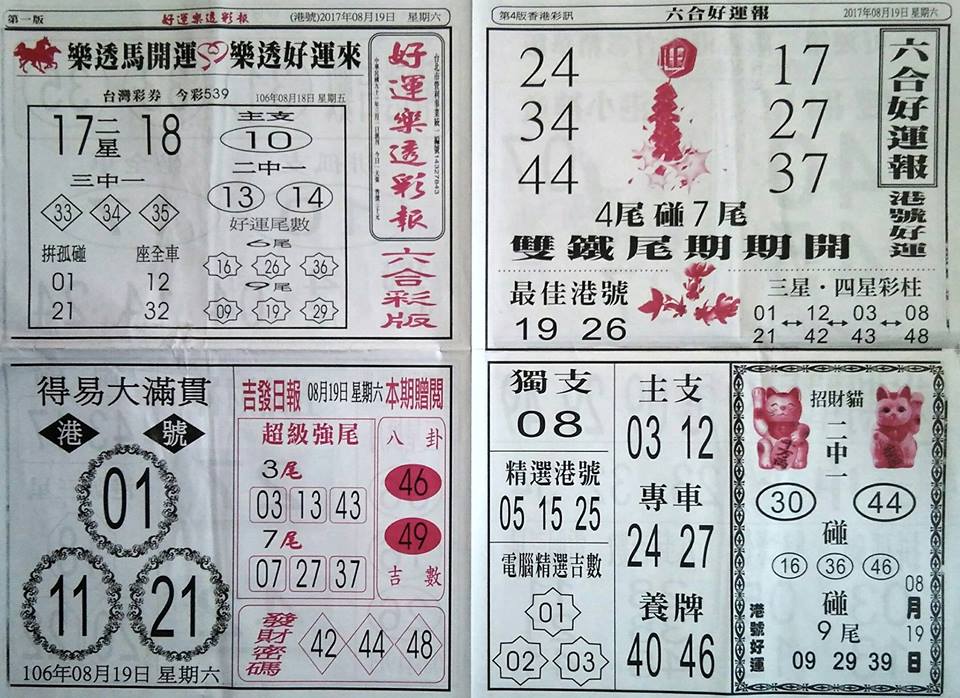 第一版 好運樂透彩報 (港號)2017年08月19日 星期六
樂透馬開運 樂透好運來
台灣彩券 今彩539 106年08月18日 星期五
17 二星 18
三中一
33 34 35
拼孤碰 座全車
01 12
21 32
主支
10
二中一
13 14
好運尾數
6尾
16 26 36
9尾
09 19 29
好運樂透彩報
六合彩版
第4版香港彩訊 六合好運報 2017年08月19日 星期六
24 17
34 27
44 37
4尾碰7尾
雙鐵尾期期開
六合好運報
港號好運
最佳港號
19 26
三星·四星彩柱
01 12 03 08
21 42 43 48
得易大滿貫
港號
01
11 21
106年08月19日 星期六
吉發日報 08月19日 星期六 本期贈閱
超級強尾
3尾
03 13 43
7尾
07 27 37
八卦
46
49
吉數
發財密碼
42 44 48
獨支
08
精選港號
05 15 25
電腦精選吉數
01
02 03
主支
03 12
專車
24 27
養牌
40 46
招財貓
二中一
30 44
碰
16 36 46
碰
9尾
09 29 39
港號好運
08月19日